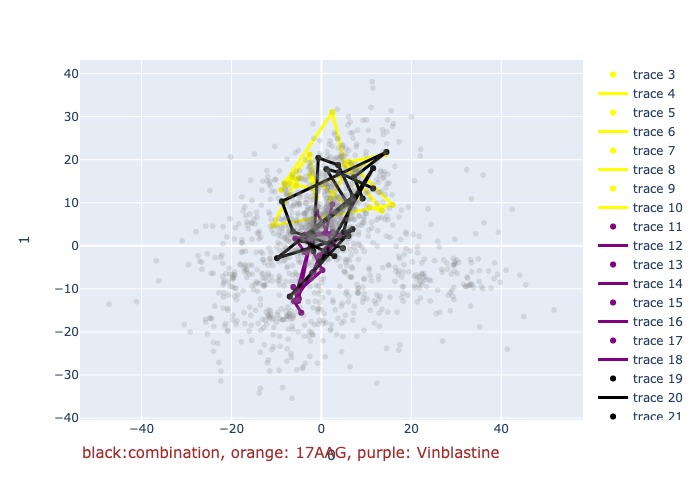 40
30
20
10
0
−10
−20
−30
−40
1
−40
−20
0
20
40
0
black:combination, orange: 17AAG, purple: Vinblastine
trace 3
trace 4
trace 5
trace 6
trace 7
trace 8
trace 9
trace 10
trace 11
trace 12
trace 13
trace 14
trace 15
trace 16
trace 17
trace 18
trace 19
trace 20
trace 21